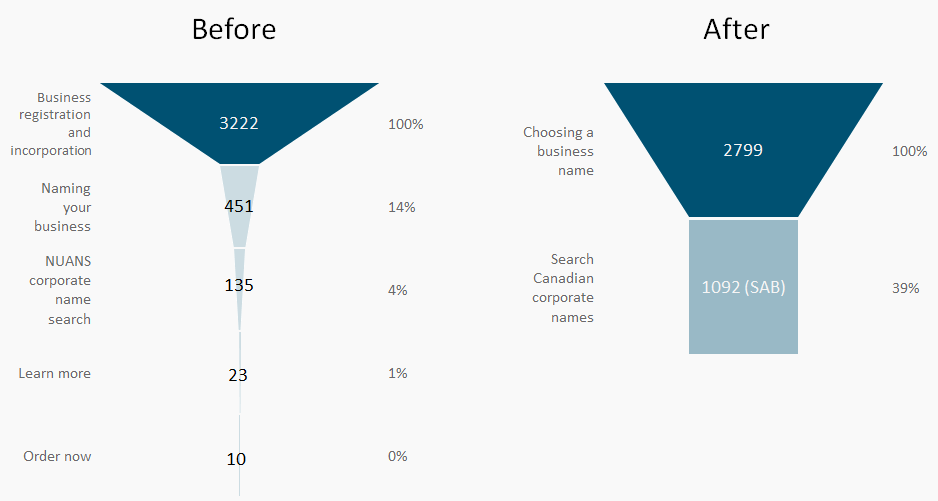 Before
Business
registration
and
incorporation
3222
100%
Naming
your
business
451
14%
NUANS
corporate
name
search
135
4%
Learn more
23
1%
Order now
10
0%
After
Choosing a
business
name
2799
100%
Search
Canadian
corporate
names
1092 (SAB)
39%